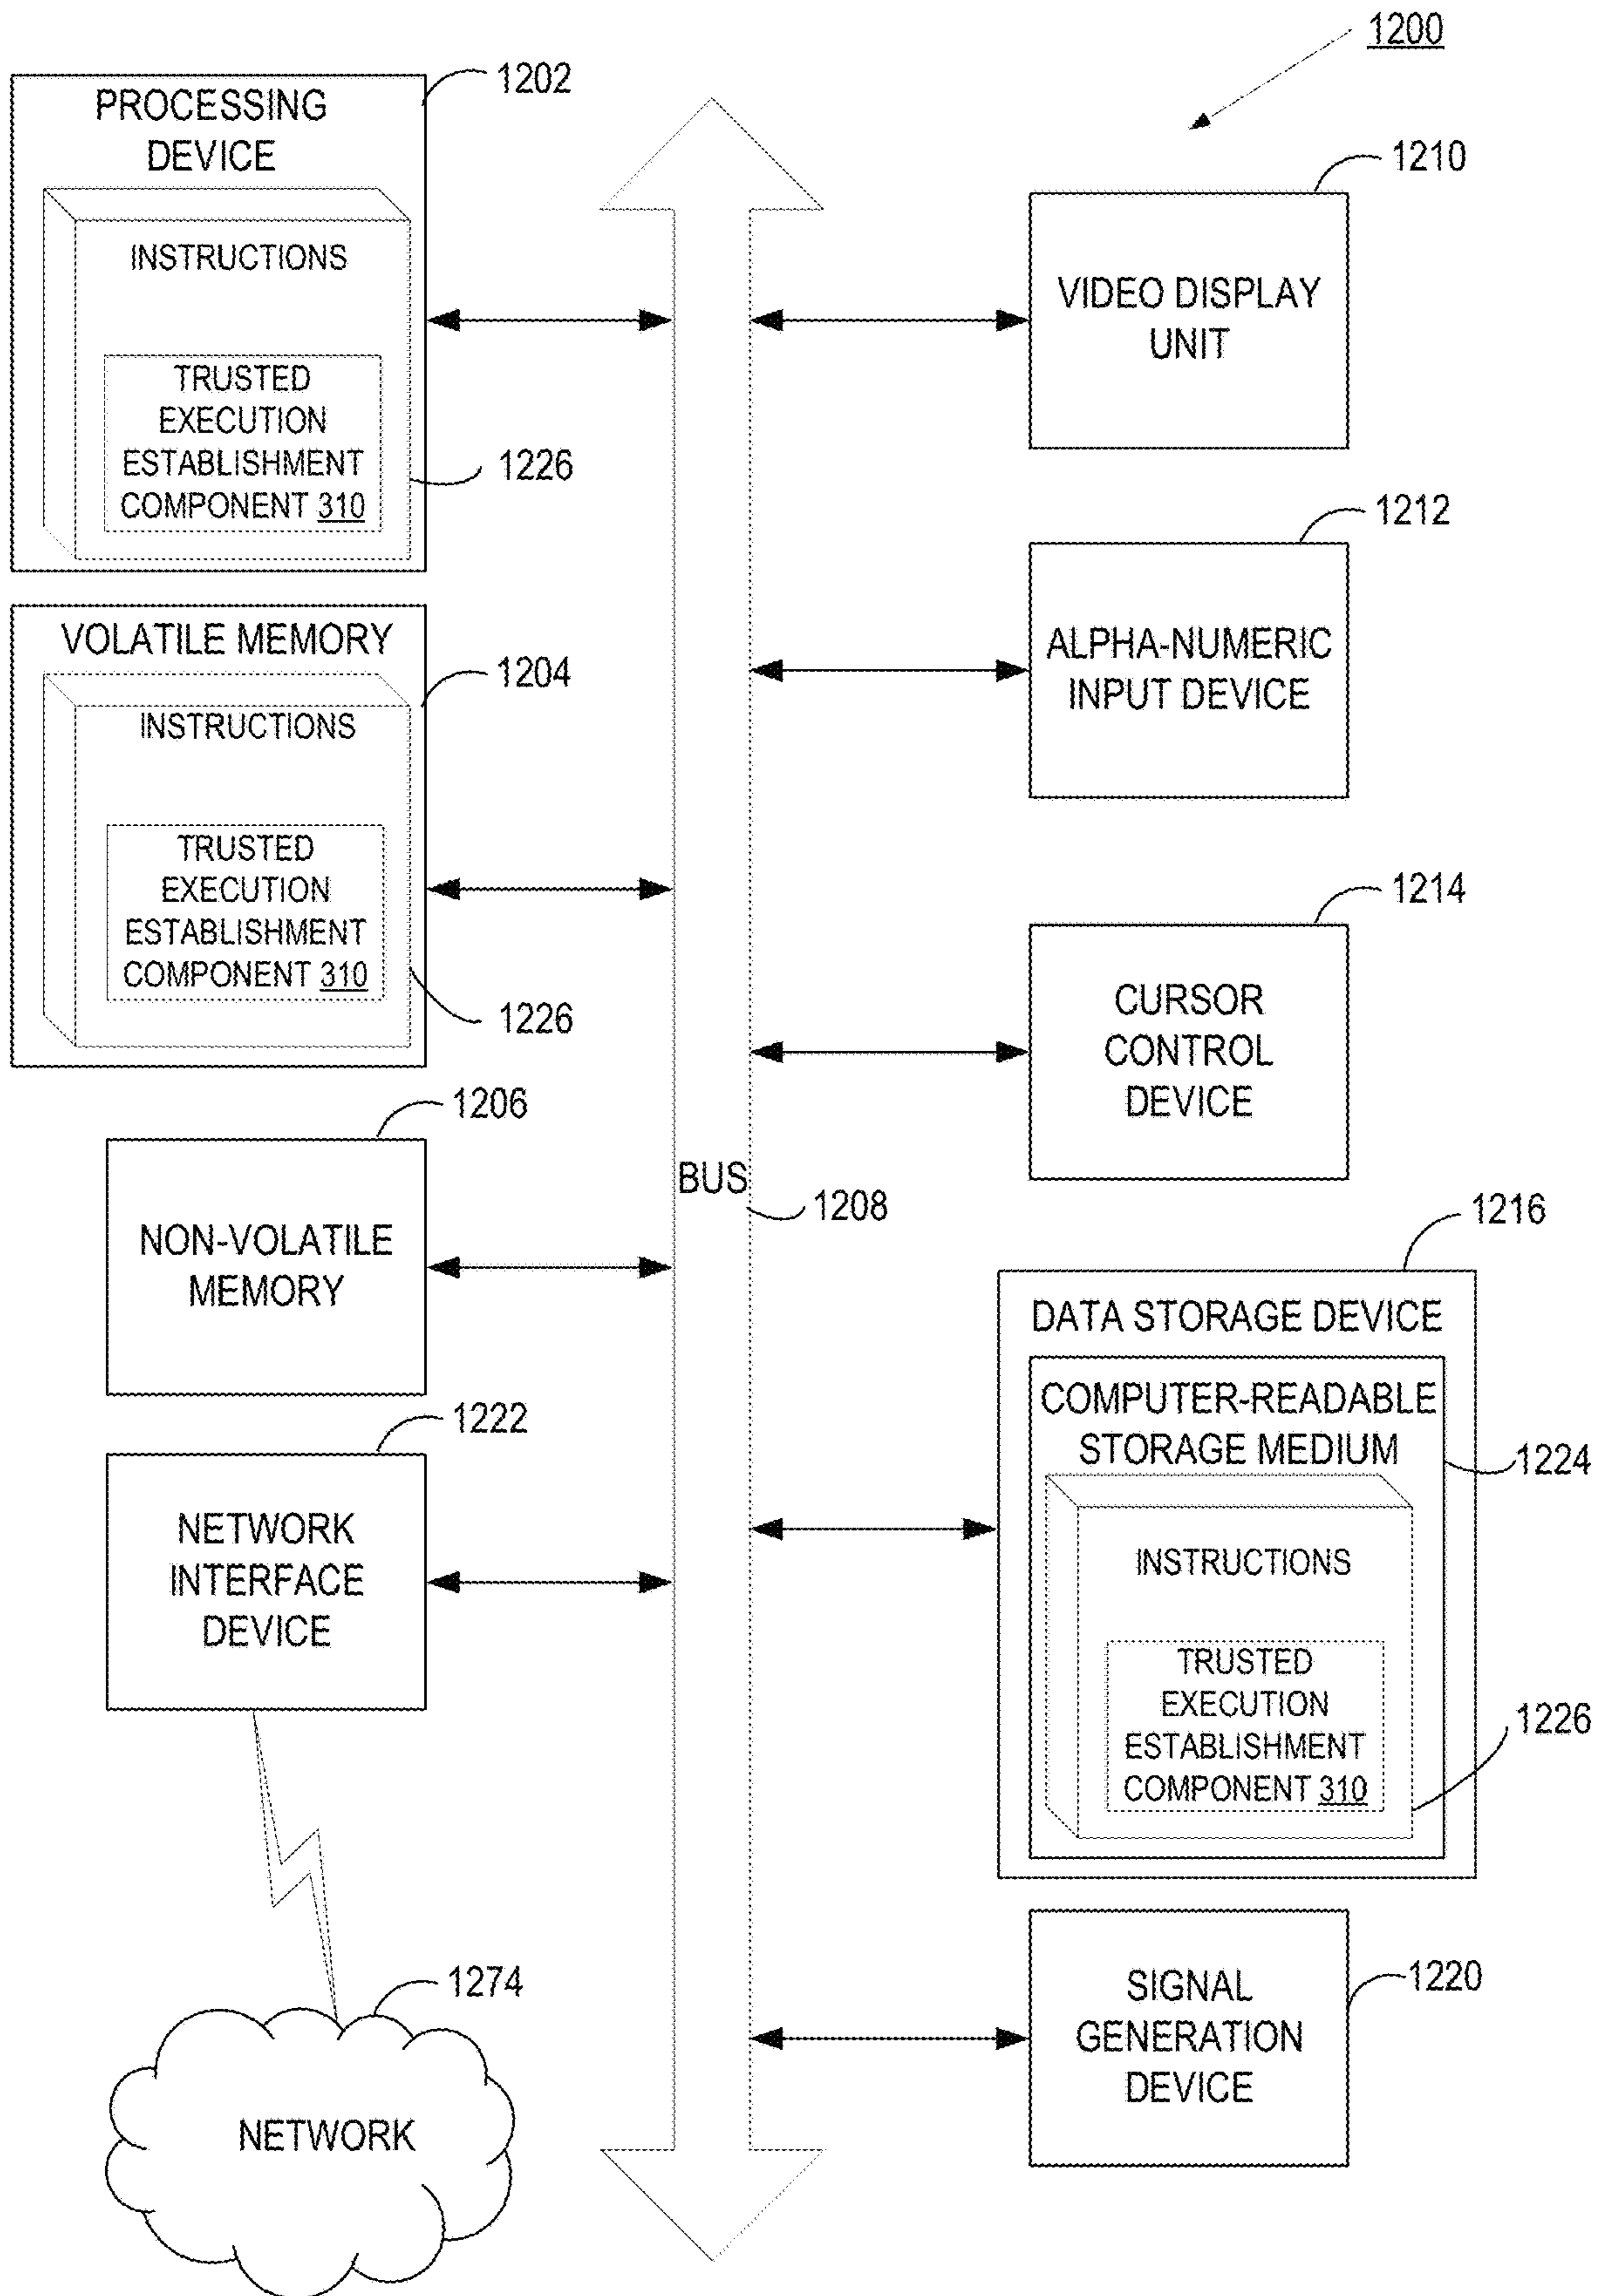 1200
1202
PROCESSING
DEVICE
INSTRUCTIONS
TRUSTED
EXECUTION
ESTABLISHMENT
COMPONENT 310
1226
VOLATILE MEMORY
1204
INSTRUCTIONS
TRUSTED
EXECUTION
ESTABLISHMENT
COMPONENT 310
1226
1206
NON-VOLATILE
MEMORY
1222
NETWORK
INTERFACE
DEVICE
1274
NETWORK
BUS
1208
1210
VIDEO DISPLAY
UNIT
1212
ALPHA-NUMERIC
INPUT DEVICE
1214
CURSOR
CONTROL
DEVICE
1216
DATA STORAGE DEVICE
COMPUTER-READABLE
STORAGE MEDIUM
1224
INSTRUCTIONS
TRUSTED
EXECUTION
ESTABLISHMENT
COMPONENT 310
1226
SIGNAL
GENERATION
DEVICE
1220